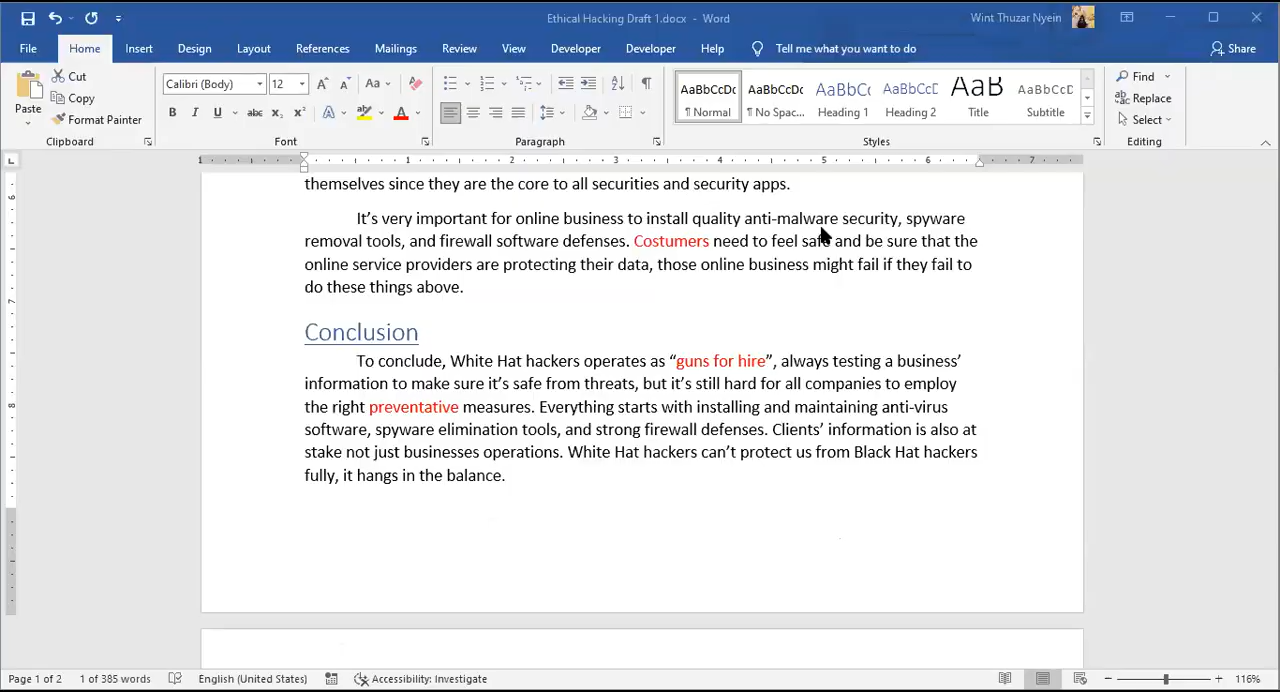 Ethical Hacking Draft 1.docx - Word
Wint Thuzar Nyein
File Home Insert Design Layout References Mailings Review View Developer Developer Help Tell me what you want to do Share
Paste
Cut
Copy
Format Painter
Clipboard
Calibri (Body) 12
Font
Paragraph
AaBbCcDc AaBbCcDc AaBbCc AaBbCcE AaB AaBbCcD
¶ Normal ¶ No Spac... Heading 1 Heading 2 Title Subtitle
Styles
Find
Replace
Select
Editing
1 1 2 3 4 5 6 7
themselves since they are the core to all securities and security apps.
It's very important for online business to install quality anti-malware security, spyware
removal tools, and firewall software defenses. Costumers need to feel safe and be sure that the
online service providers are protecting their data, those online business might fail if they fail to
do these things above.
Conclusion
To conclude, White Hat hackers operates as “guns for hire”, always testing a business’
information to make sure it’s safe from threats, but it’s still hard for all companies to employ
the right preventative measures. Everything starts with installing and maintaining anti-virus
software, spyware elimination tools, and strong firewall defenses. Clients’ information is also at
stake not just businesses operations. White Hat hackers can’t protect us from Black Hat hackers
fully, it hangs in the balance.
Page 1 of 2 1 of 385 words English (United States) Accessibility: Investigate 116%